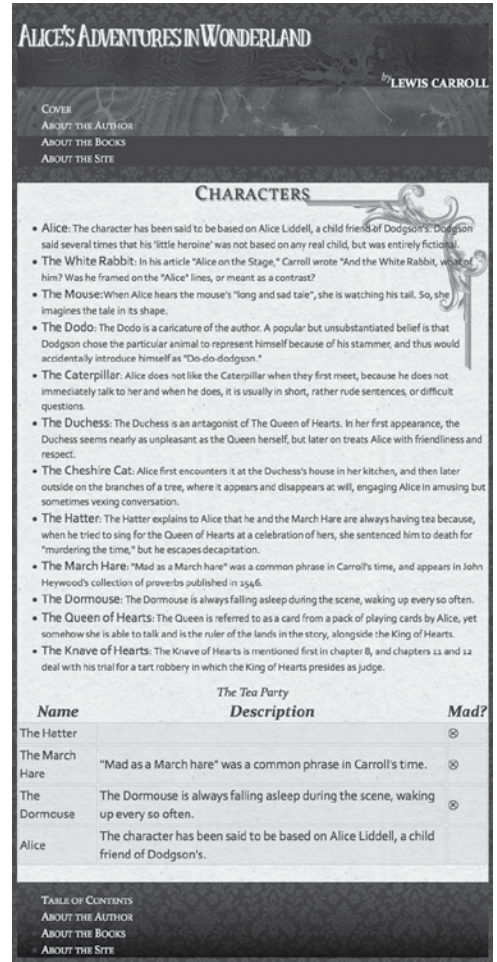 Alice's Adventures in Wonderland
by LEWIS CARROLL
Cover
About the Author
About the Books
About the Site
Characters
• Alice: The character has been said to be based on Alice Liddell, a child friend of Dodgson's. Dodgson
said several times that his 'little heroine' was not based on any real child, but was entirely fictional.
• The White Rabbit: In his article "Alice on the Stage," Carroll wrote "And the White Rabbit, what of
him? Was he framed on the "Alice" lines, or meant as a contrast?
• The Mouse:When Alice hears the mouse's "long and sad tale", she is watching his tail. So, she
imagines the tale in its shape.
• The Dodo: The Dodo is a caricature of the author. A popular but unsubstantiated belief is that
Dodgson chose the particular animal to represent himself because of his stammer, and thus would
accidentally introduce himself as "Do-do-dodgson."
• The Caterpillar: Alice does not like the Caterpillar when they first meet, because he does not
immediately talk to her and when he does, it is usually in short, rather rude sentences, or difficult
questions.
• The Duchess: The Duchess is an antagonist of The Queen of Hearts. In her first appearance, the
Duchess seems nearly as unpleasant as the Queen herself, but later on treats Alice with friendliness and
respect.
• The Cheshire Cat: Alice first encounters it at the Duchess's house in her kitchen, and then later
outside on the branches of a tree, where it appears and disappears at will, engaging Alice in amusing but
sometimes vexing conversation.
• The Hatter: The Hatter explains to Alice that he and the March Hare are always having tea because,
when he tried to sing for the Queen of Hearts at a celebration of hers, she sentenced him to death for
"murdering the time," but he escapes decapitation.
• The March Hare: "Mad as a March hare" was a common phrase in Carroll's time, and appears in John
Heywood's collection of proverbs published in 1546.
• The Dormouse: The Dormouse is always falling asleep during the scene, waking up every so often.
• The Queen of Hearts: The Queen is referred to as a card from a pack of playing cards by Alice, yet
somehow she is able to talk and is the ruler of the lands in the story, alongside the King of Hearts.
• The Knave of Hearts: The Knave of Hearts is mentioned first in chapter 8, and chapters 11 and 12
deal with his trial for a tart robbery in which the King of Hearts presides as judge.
The Tea Party
Name Description Mad?
The Hatter ⊗
The March
Hare
"Mad as a March hare" was a common phrase in Carroll's time. ⊗
The
Dormouse
The Dormouse is always falling asleep during the scene, waking
up every so often. ⊗
Alice
The character has been said to be based on Alice Liddell, a child
friend of Dodgson's.
Table of Contents
About the Author
About the Books
About the Site